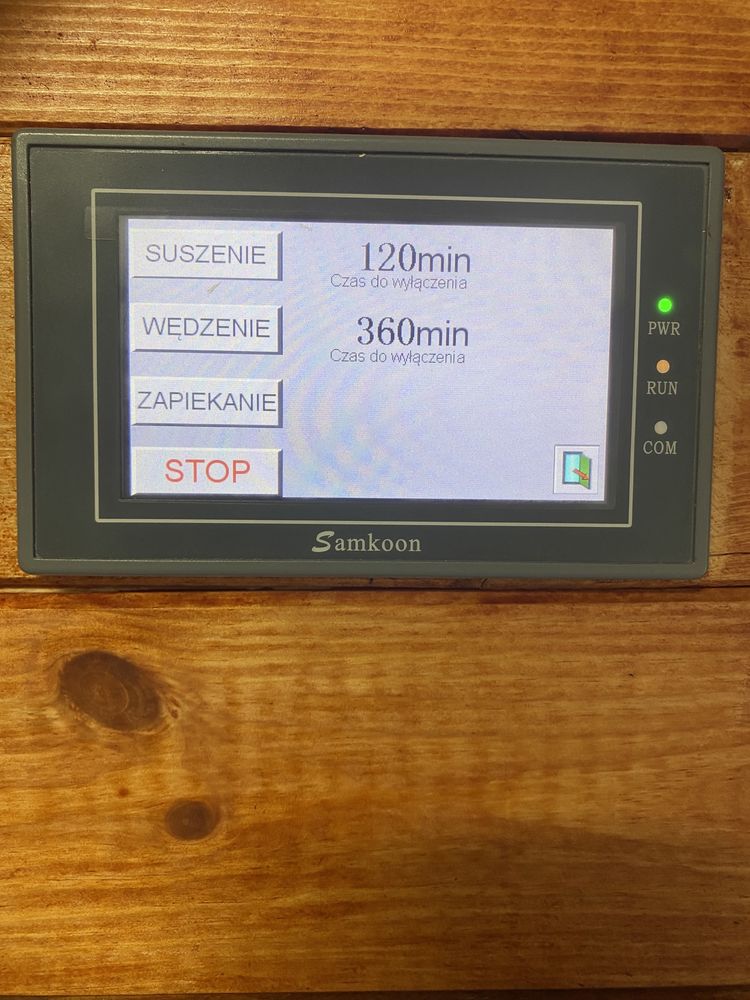 SUSZENIE
120min
Czas do wyłączenia
WĘDZENIE
360min
Czas do wyłączenia
ZAPIEKANIE
STOP
PWR
RUN
COM
Samkoon